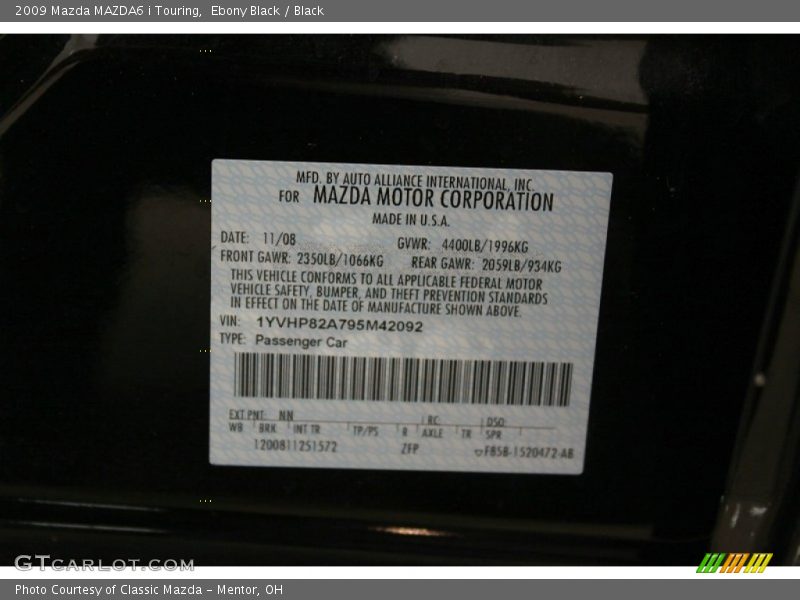 2009 Mazda MAZDA6 i Touring,  Ebony Black / Black
MFD. BY AUTO ALLIANCE INTERNATIONAL, INC.
FOR MAZDA MOTOR CORPORATION
MADE IN U.S.A.
DATE: 11/08 GVWR: 4400LB/1996KG
FRONT GAWR: 2350LB/1066KG REAR GAWR: 2059LB/934KG
THIS VEHICLE CONFORMS TO ALL APPLICABLE FEDERAL MOTOR
VEHICLE SAFETY, BUMPER, AND THEFT PREVENTION STANDARDS
IN EFFECT ON THE DATE OF MANUFACTURE SHOWN ABOVE.
VIN: 1YVHP82A795M42092
TYPE: Passenger Car
EXT PNT: NN RC: DSO:
WB BRK INT TR TP/PS R AXLE TR SPR
1200811251572 ZFP F85B-1520472-AB
GTCARLOT.COM
Photo Courtesy of Classic Mazda - Mentor, OH